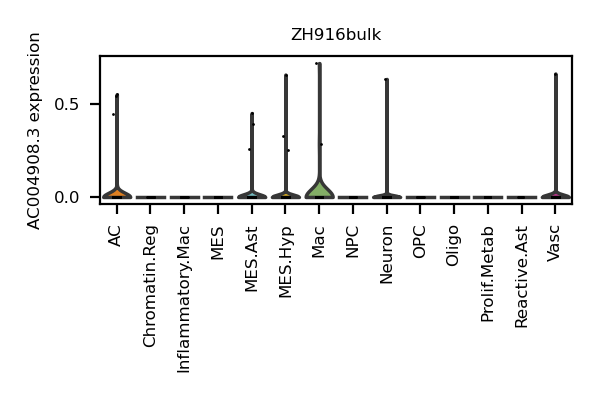 ZH916bulk
AC004908.3 expression
0.5
0.0
AC
Chromatin.Reg
Inflammatory.Mac
MES
MES.Ast
MES.Hyp
Mac
NPC
Neuron
OPC
Oligo
Prolif.Metab
Reactive.Ast
Vasc